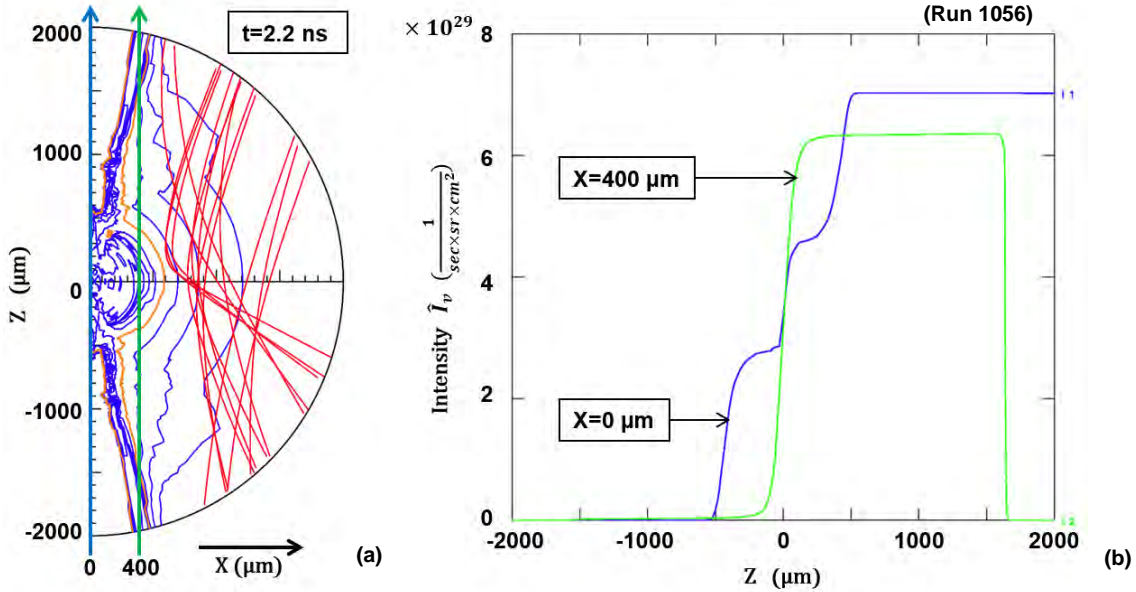 t=2.2 ns
2000
1000
0
-1000
-2000
Z (μm)
0 400
X (μm)
(a)
(Run 1056)
× 10^29
8
6
4
2
0
Intensity Î_ν (1/(sec×sr×cm²))
X=400 μm
X=0 μm
-2000 -1000 0 1000 2000
Z (μm)
(b)